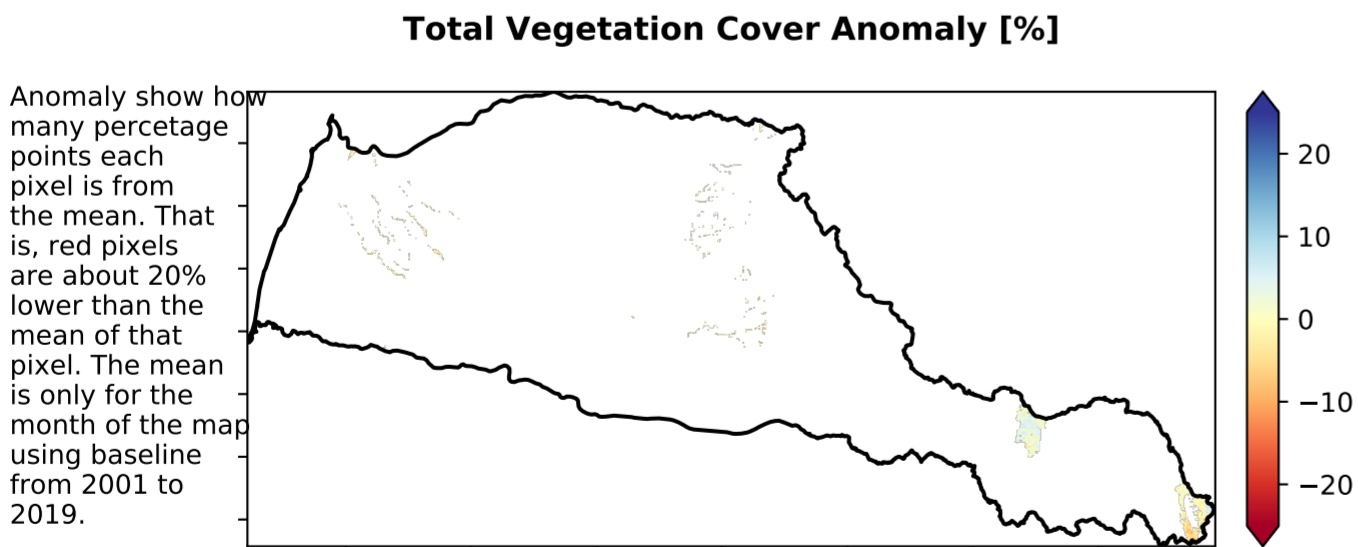 Total Vegetation Cover Anomaly [%]
Anomaly show how
many percetage
points each
pixel is from
the mean. That
is, red pixels
are about 20%
lower than the
mean of that
pixel. The mean
is only for the
month of the map
using baseline
from 2001 to
2019.
20
10
0
−10
−20